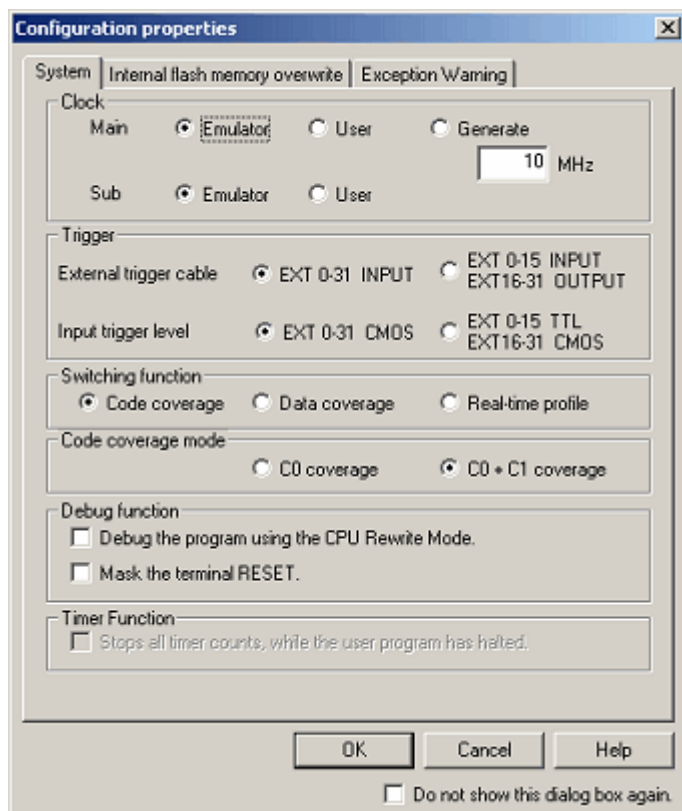 Configuration properties
System Internal flash memory overwrite Exception Warning
Clock
Main Emulator User Generate
10 MHz
Sub Emulator User
Trigger
External trigger cable EXT 0-31 INPUT EXT 0-15 INPUT
EXT16-31 OUTPUT
Input trigger level EXT 0-31 CMOS EXT 0-15 TTL
EXT16-31 CMOS
Switching function
Code coverage Data coverage Real-time profile
Code coverage mode
C0 coverage C0 + C1 coverage
Debug function
Debug the program using the CPU Rewrite Mode.
Mask the terminal RESET.
Timer Function
Stops all timer counts, while the user program has halted.
OK Cancel Help
Do not show this dialog box again.